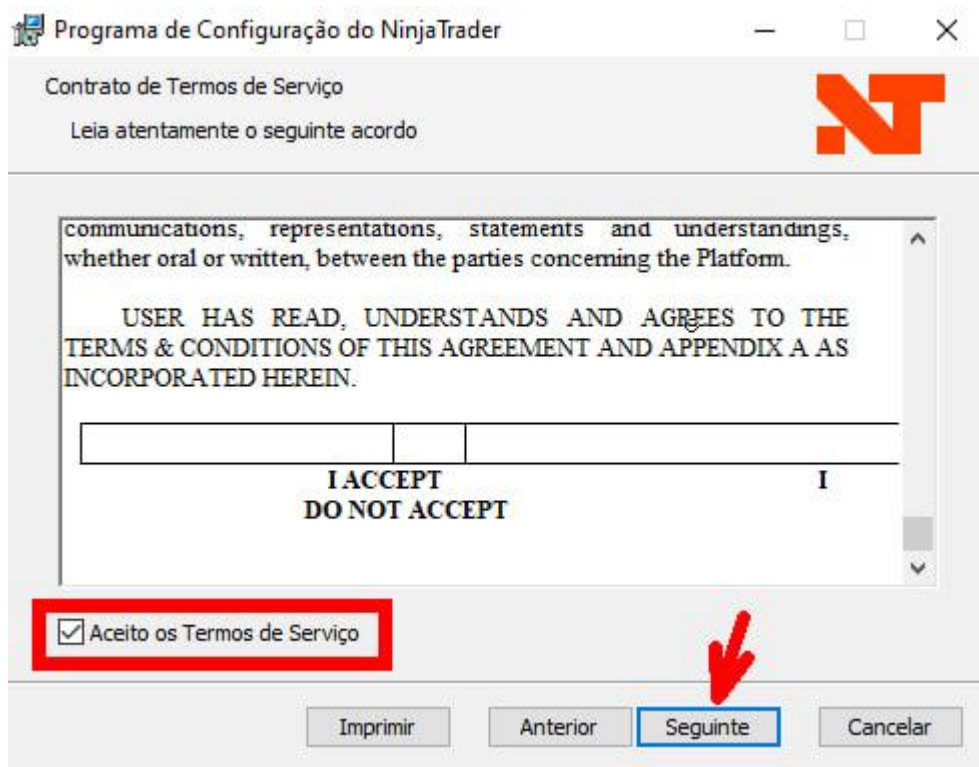 Programa de Configuração do NinjaTrader
Contrato de Termos de Serviço
Leia atentamente o seguinte acordo
communications, representations, statements and understandings,
whether oral or written, between the parties concerning the Platform.
USER HAS READ, UNDERSTANDS AND AGREES TO THE
TERMS & CONDITIONS OF THIS AGREEMENT AND APPENDIX A AS
INCORPORATED HEREIN.
I ACCEPT I
DO NOT ACCEPT
Aceito os Termos de Serviço
Imprimir Anterior Seguinte Cancelar